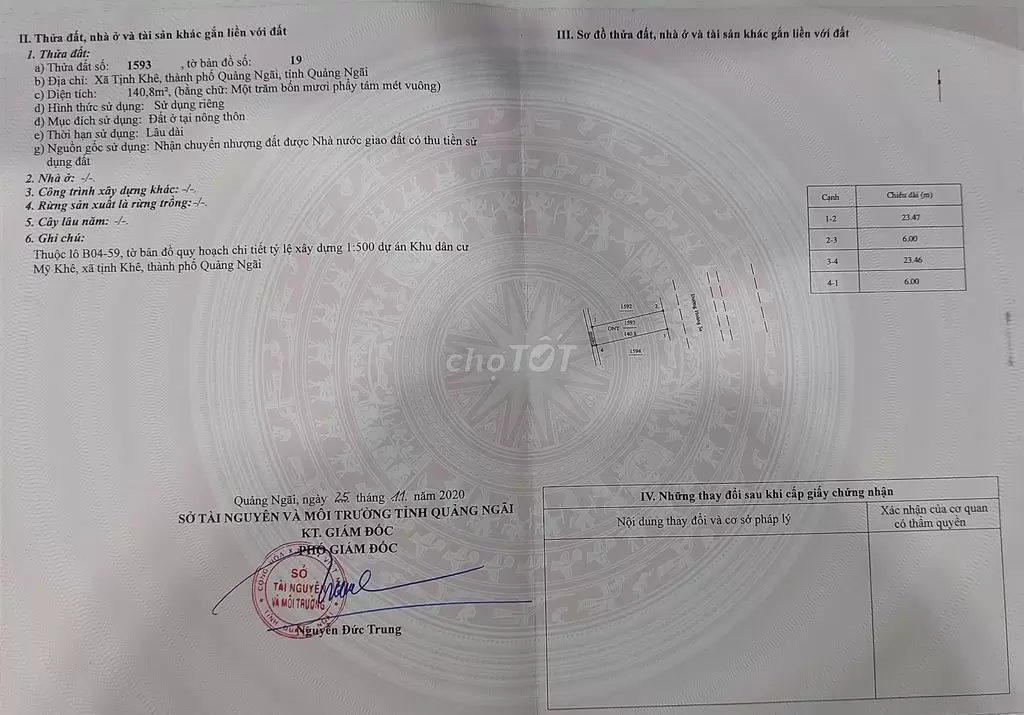 II. Thửa đất, nhà ở và tài sản khác gắn liền với đất
1. Thửa đất:
a) Thửa đất số: 1593 , tờ bản đồ số: 19
b) Địa chỉ: Xã Tịnh Khê, thành phố Quảng Ngãi, tỉnh Quảng Ngãi
c) Diện tích: 140,8m², (bằng chữ: Một trăm bốn mươi phẩy tám mét vuông)
d) Hình thức sử dụng: Sử dụng riêng
đ) Mục đích sử dụng: Đất ở tại nông thôn
e) Thời hạn sử dụng: Lâu dài
g) Nguồn gốc sử dụng: Nhận chuyển nhượng đất được Nhà nước giao đất có thu tiền sử
dụng đất
2. Nhà ở: -/-.
3. Công trình xây dựng khác: -/-.
4. Rừng sản xuất là rừng trồng:-/-.
5. Cây lâu năm: -/-.
6. Ghi chú:
Thuộc lô B04-59, tờ bản đồ quy hoạch chi tiết tỷ lệ xây dựng 1:500 dự án Khu dân cư
Mỹ Khê, xã tịnh Khê, thành phố Quảng Ngãi
Quảng Ngãi, ngày 25 tháng 11 năm 2020
SỞ TÀI NGUYÊN VÀ MÔI TRƯỜNG TỈNH QUẢNG NGÃI
KT. GIÁM ĐỐC
PHÓ GIÁM ĐỐC
SỞ
TÀI NGUYÊN
VÀ MÔI TRƯỜNG
TỈNH QUẢNG NGÃI
Nguyễn Đức Trung
III. Sơ đồ thửa đất, nhà ở và tài sản khác gắn liền với đất
Cạnh Chiều dài (m)
1-2 23.47
2-3 6.00
3-4 23.46
4-1 6.00
1592
1 2
ONT 1593
140.8
3
4
1594
Đường Hoàng Sa
chợTỐT
IV. Những thay đổi sau khi cấp giấy chứng nhận
Nội dung thay đổi và cơ sở pháp lý
Xác nhận của cơ quan
có thẩm quyền